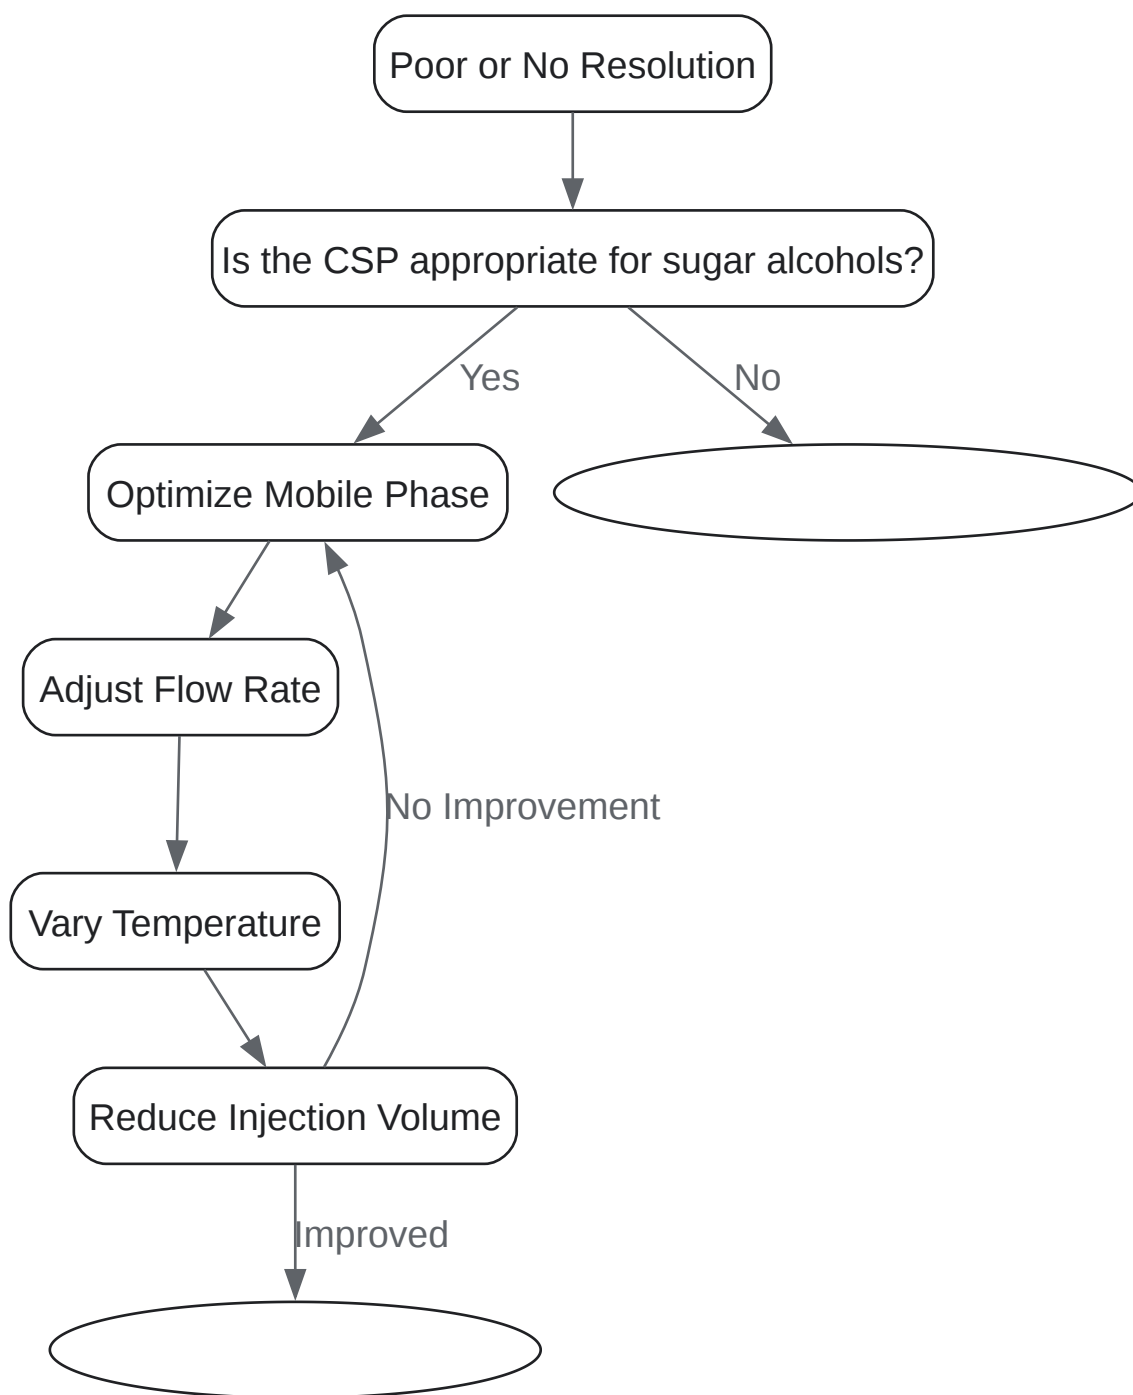 Poor or No Resolution
Is the CSP appropriate for sugar alcohols?
Yes
No
Optimize Mobile Phase
Adjust Flow Rate
No Improvement
Vary Temperature
Reduce Injection Volume
Improved